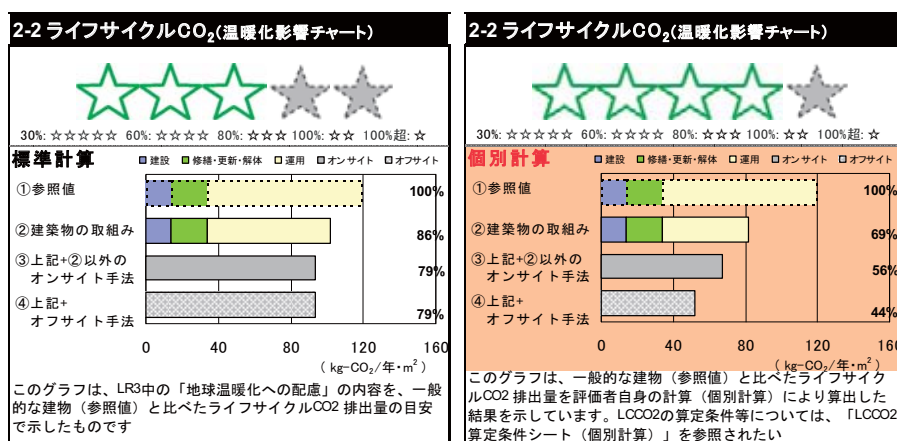 2-2 ライフサイクルCO₂(温暖化影響チャート)
30%: ☆☆☆☆☆ 60%: ☆☆☆☆ 80%: ☆☆☆ 100%: ☆☆ 100%超: ☆
標準計算
建設 修繕・更新・解体 運用 オンサイト オフサイト
①参照値 100%
②建築物の取組み 86%
③上記+②以外の
オンサイト手法 79%
④上記+
オフサイト手法 79%
0 40 80 120 160
( kg-CO₂/年・m² )
このグラフは、LR3中の「地球温暖化への配慮」の内容を、一般
的な建物（参照値）と比べたライフサイクルCO2 排出量の目安
で示したものです
2-2 ライフサイクルCO₂(温暖化影響チャート)
30%: ☆☆☆☆☆ 60%: ☆☆☆☆ 80%: ☆☆☆ 100%: ☆☆ 100%超: ☆
個別計算
建設 修繕・更新・解体 運用 オンサイト オフサイト
①参照値 100%
②建築物の取組み 69%
③上記+②以外の
オンサイト手法 56%
④上記+
オフサイト手法 44%
0 40 80 120 160
( kg-CO₂/年・m² )
このグラフは、一般的な建物（参照値）と比べたライフサイク
ルCO2 排出量を評価者自身の計算（個別計算）により算出した
結果を示しています。LCCO2の算定条件等については、「LCCO2
算定条件シート（個別計算）」を参照されたい